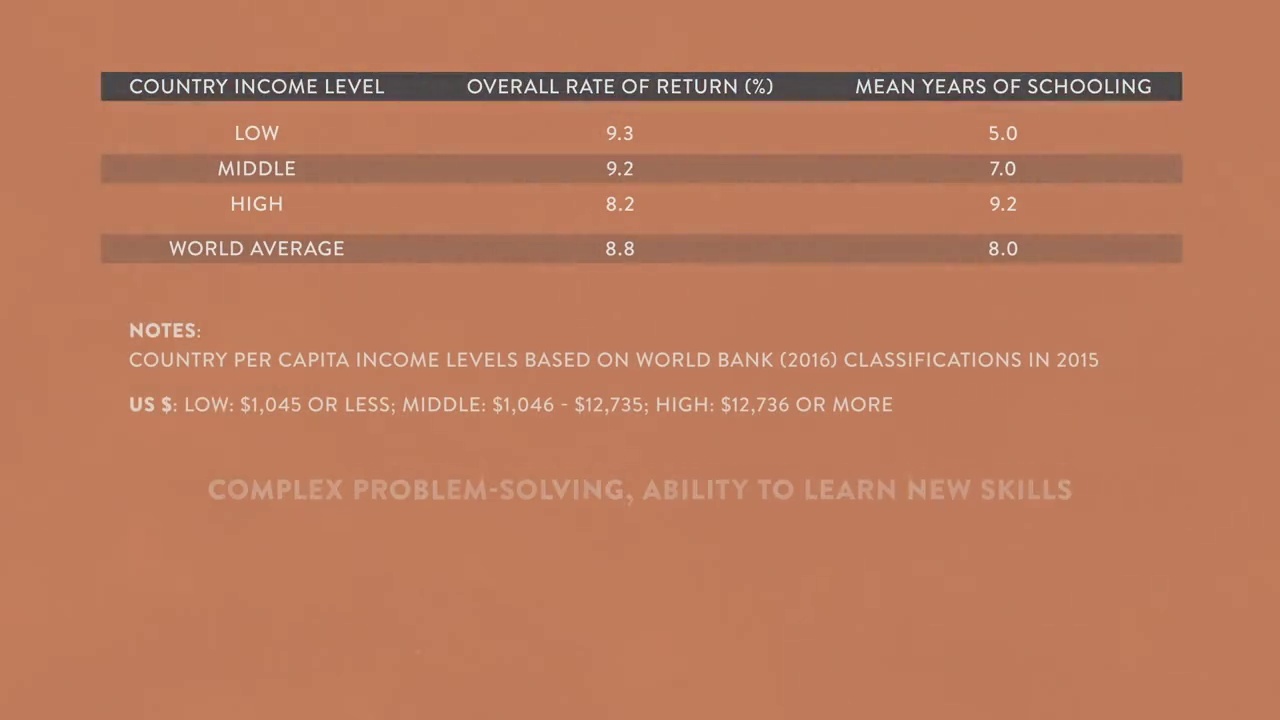 COUNTRY INCOME LEVEL OVERALL RATE OF RETURN (%) MEAN YEARS OF SCHOOLING
LOW 9.3 5.0
MIDDLE 9.2 7.0
HIGH 8.2 9.2
WORLD AVERAGE 8.8 8.0
NOTES:
COUNTRY PER CAPITA INCOME LEVELS BASED ON WORLD BANK (2016) CLASSIFICATIONS IN 2015
US $: LOW: $1,045 OR LESS; MIDDLE: $1,046 - $12,735; HIGH: $12,736 OR MORE
COMPLEX PROBLEM-SOLVING, ABILITY TO LEARN NEW SKILLS